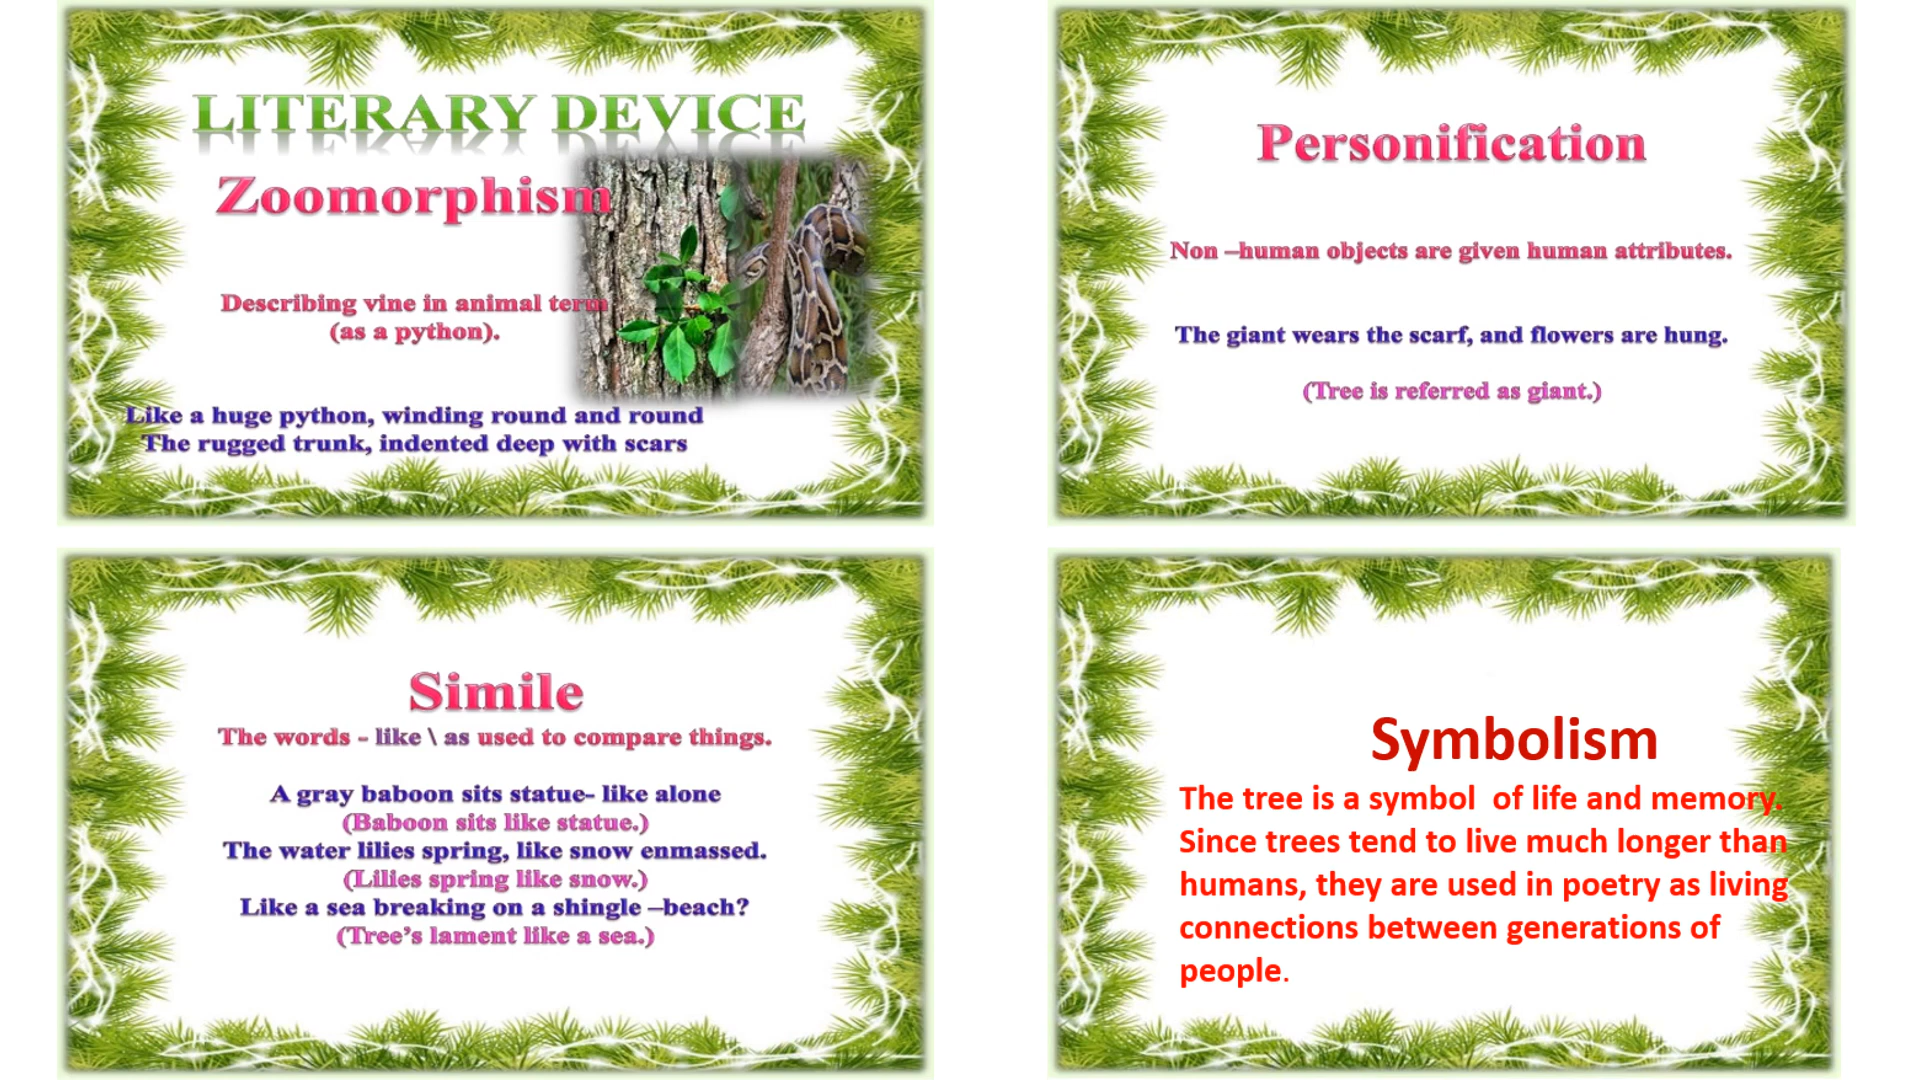 LITERARY DEVICE
Zoomorphism
Describing vine in animal term
(as a python).
Like a huge python, winding round and round
The rugged trunk, indented deep with scars
Personification
Non –human objects are given human attributes.
The giant wears the scarf, and flowers are hung.
(Tree is referred as giant.)
Simile
The words - like \ as used to compare things.
A gray baboon sits statue- like alone
(Baboon sits like statue.)
The water lilies spring, like snow enmassed.
(Lilies spring like snow.)
Like a sea breaking on a shingle –beach?
(Tree's lament like a sea.)
Symbolism
The tree is a symbol  of life and memory.
Since trees tend to live much longer than
humans, they are used in poetry as living
connections between generations of
people.